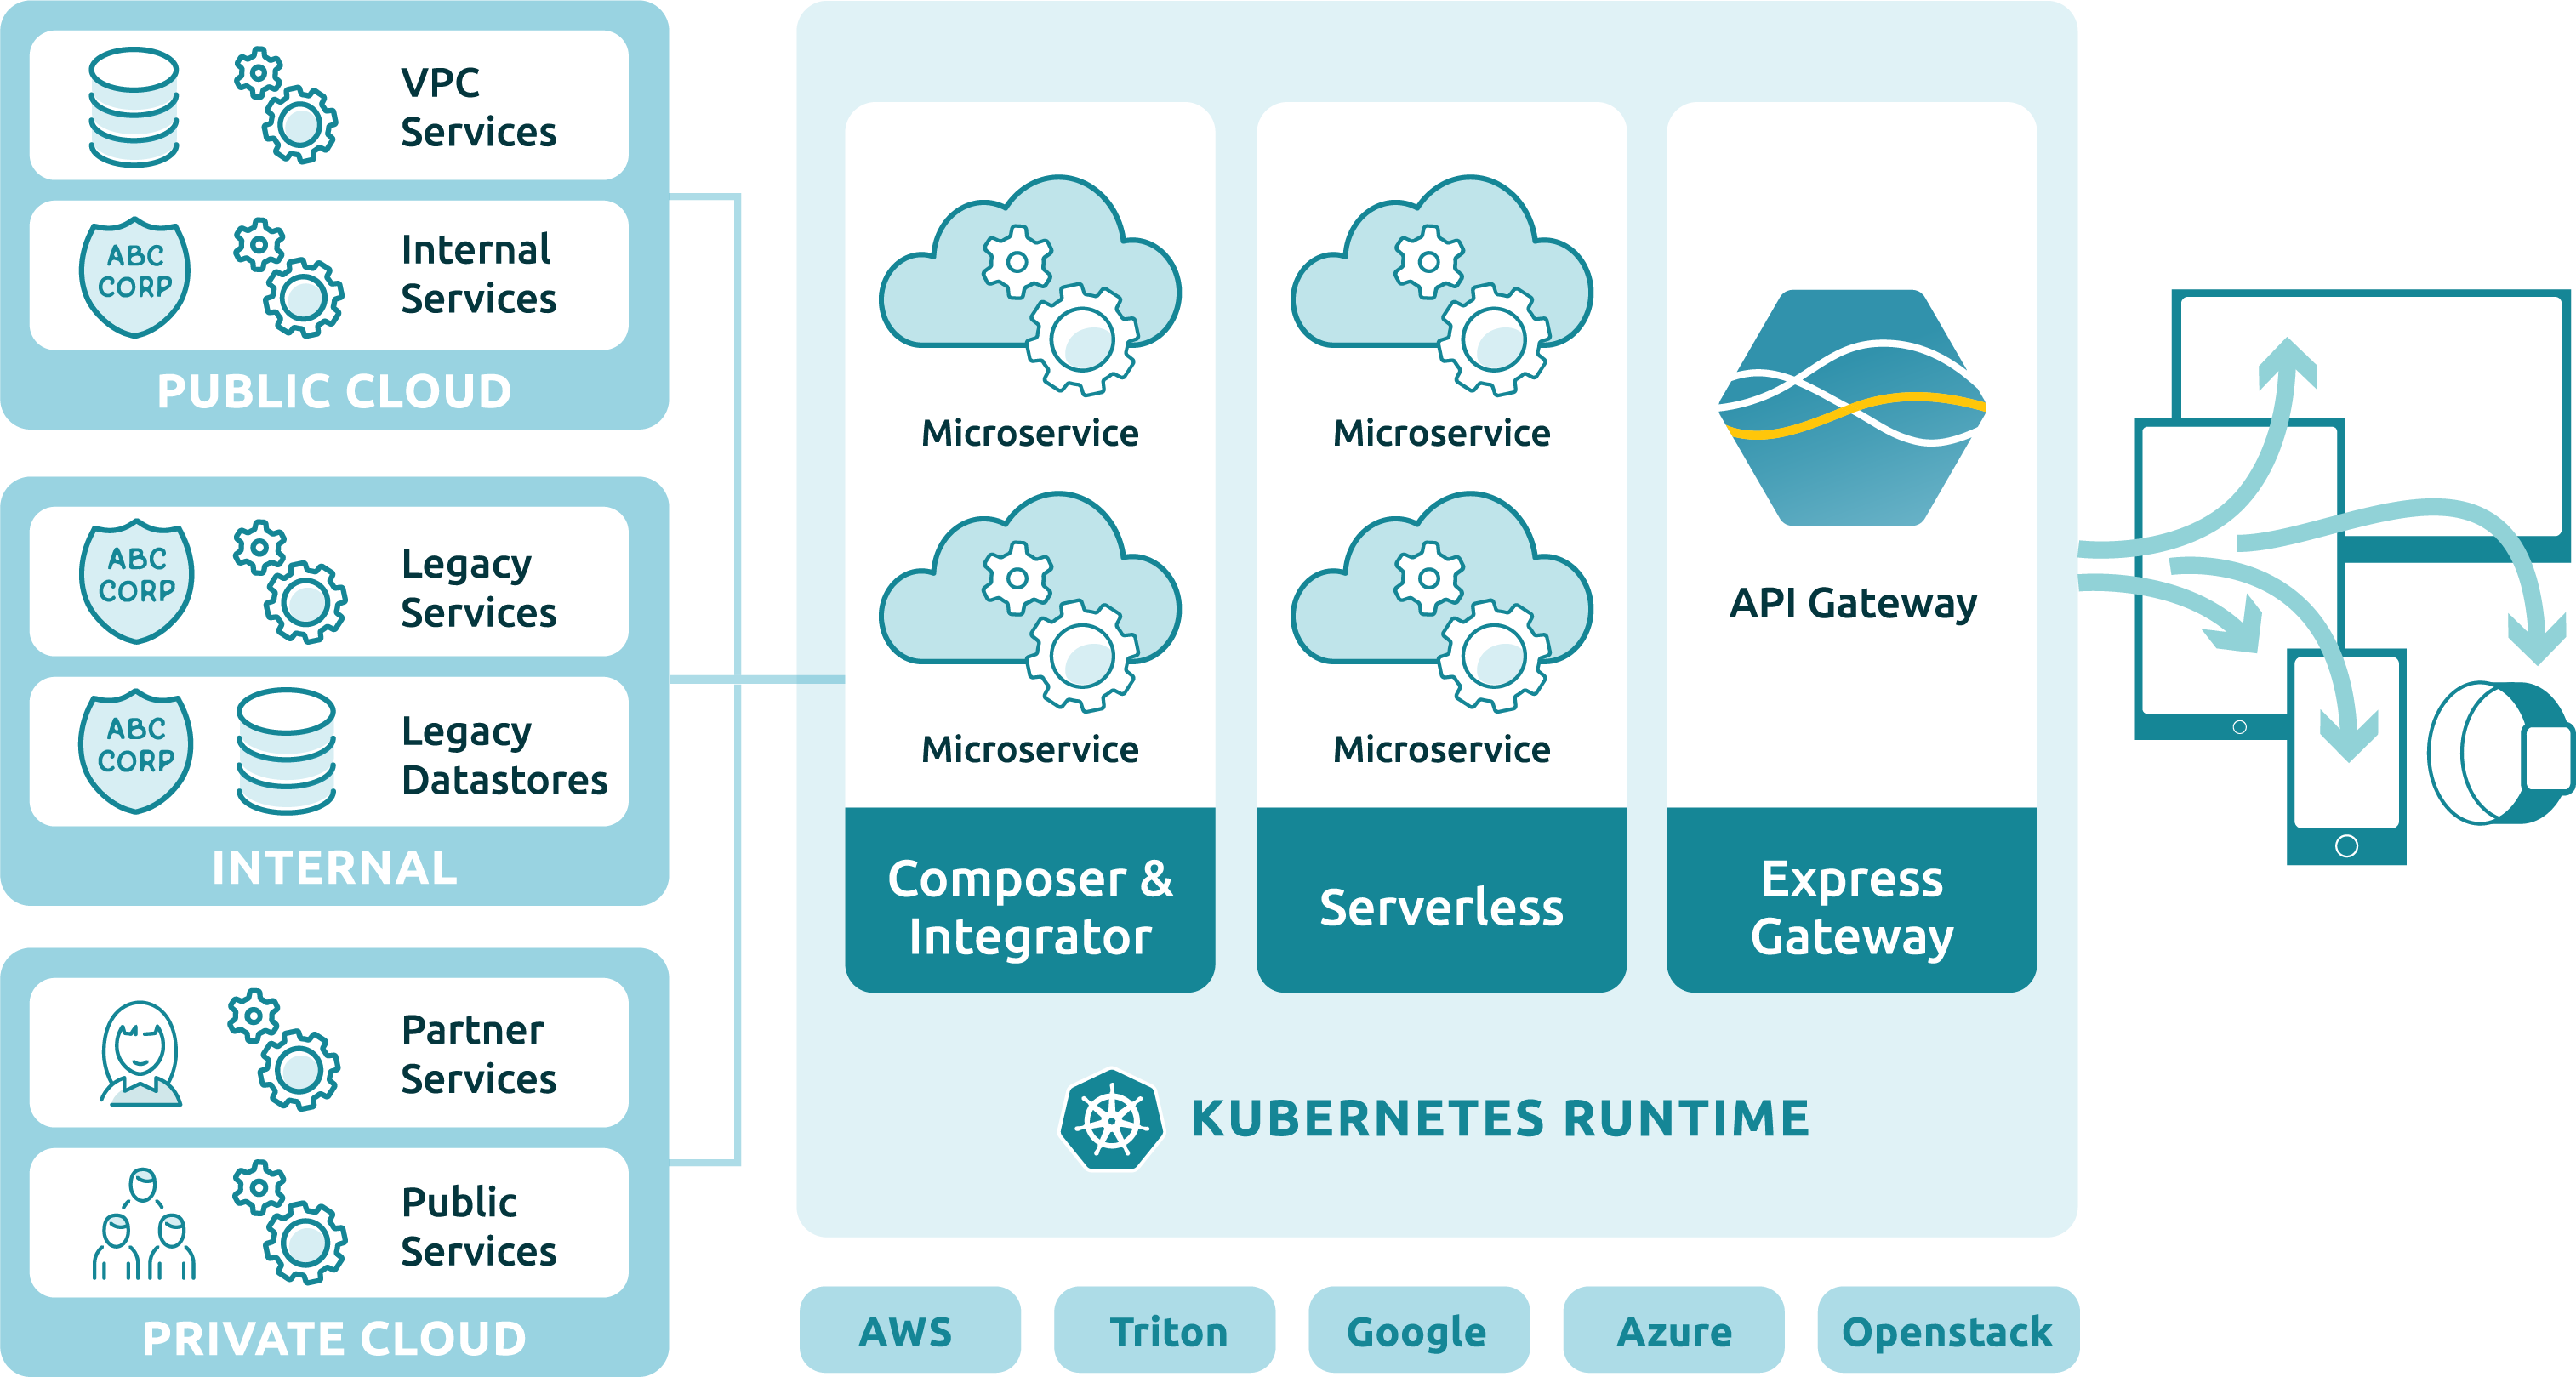 VPC
Services
ABC
CORP
Internal
Services
PUBLIC CLOUD
ABC
CORP
Legacy
Services
ABC
CORP
Legacy
Datastores
INTERNAL
Partner
Services
Public
Services
PRIVATE CLOUD
Microservice
Microservice
Composer &
Integrator
Microservice
Microservice
Serverless
API Gateway
Express
Gateway
KUBERNETES RUNTIME
AWS
Triton
Google
Azure
Openstack